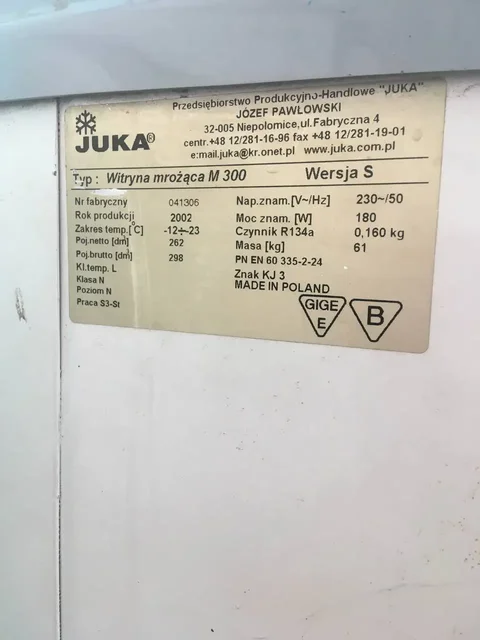 Przedsiębiorstwo Produkcyjno-Handlowe "JUKA"
JÓZEF PAWŁOWSKI
32-005 Niepołomice,ul.Fabryczna 4
centr.+48 12/281-16-96 fax +48 12/281-19-01
e:mail.juka@kr.onet.pl www.juka.com.pl
JUKA®
Typ : Witryna mrożąca M 300 Wersja S
Nr fabryczny 041306 Nap.znam.[V~/Hz] 230~/50
Rok produkcji 2002 Moc znam. [W] 180
Zakres temp.[°C] -12÷-23 Czynnik R134a 0,160 kg
Poj.netto [dm³] 262 Masa [kg] 61
Poj.brutto [dm³] 298 PN EN 60 335-2-24
Kl.temp. L Znak KJ 3
Klasa N MADE IN POLAND
Poziom N
Praca S3-St
GIGE
E
B